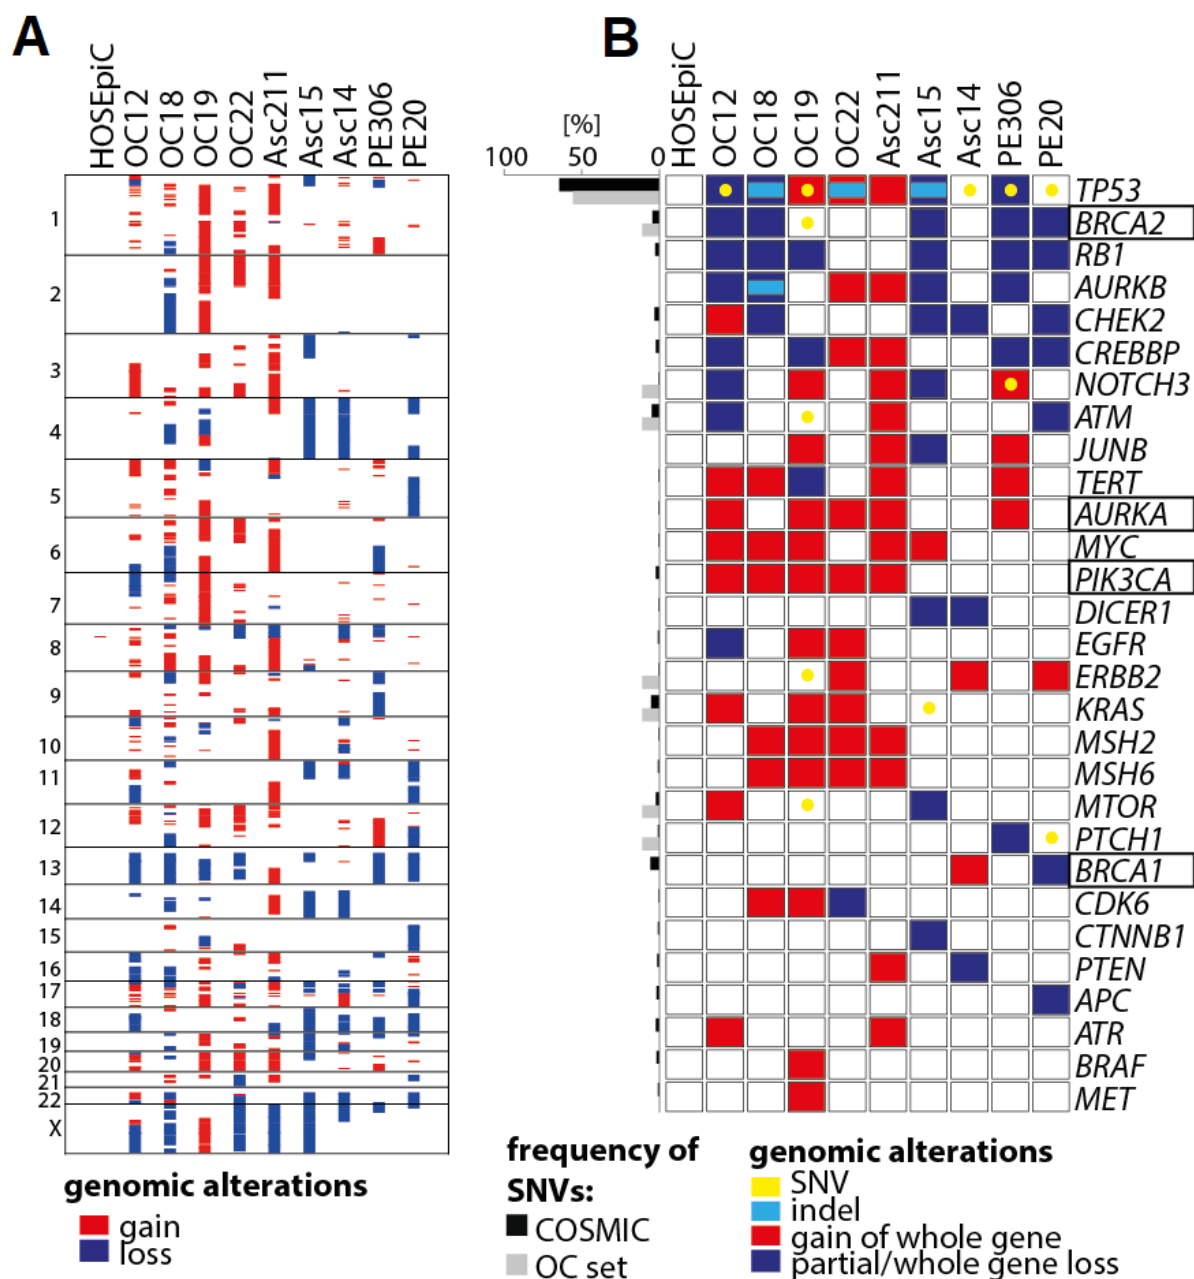 A
HOSEpiC
OC12
OC18
OC19
OC22
Asc211
Asc15
Asc14
PE306
PE20
1
2
3
4
5
6
7
8
9
10
11
12
13
14
15
16
17
18
19
20
21
22
X
genomic alterations
gain
loss
B
[%]
100 50 0
HOSEpiC
OC12
OC18
OC19
OC22
Asc211
Asc15
Asc14
PE306
PE20
TP53
BRCA2
RB1
AURKB
CHEK2
CREBBP
NOTCH3
ATM
JUNB
TERT
AURKA
MYC
PIK3CA
DICER1
EGFR
ERBB2
KRAS
MSH2
MSH6
MTOR
PTCH1
BRCA1
CDK6
CTNNB1
PTEN
APC
ATR
BRAF
MET
frequency of
SNVs:
COSMIC
OC set
genomic alterations
SNV
indel
gain of whole gene
partial/whole gene loss